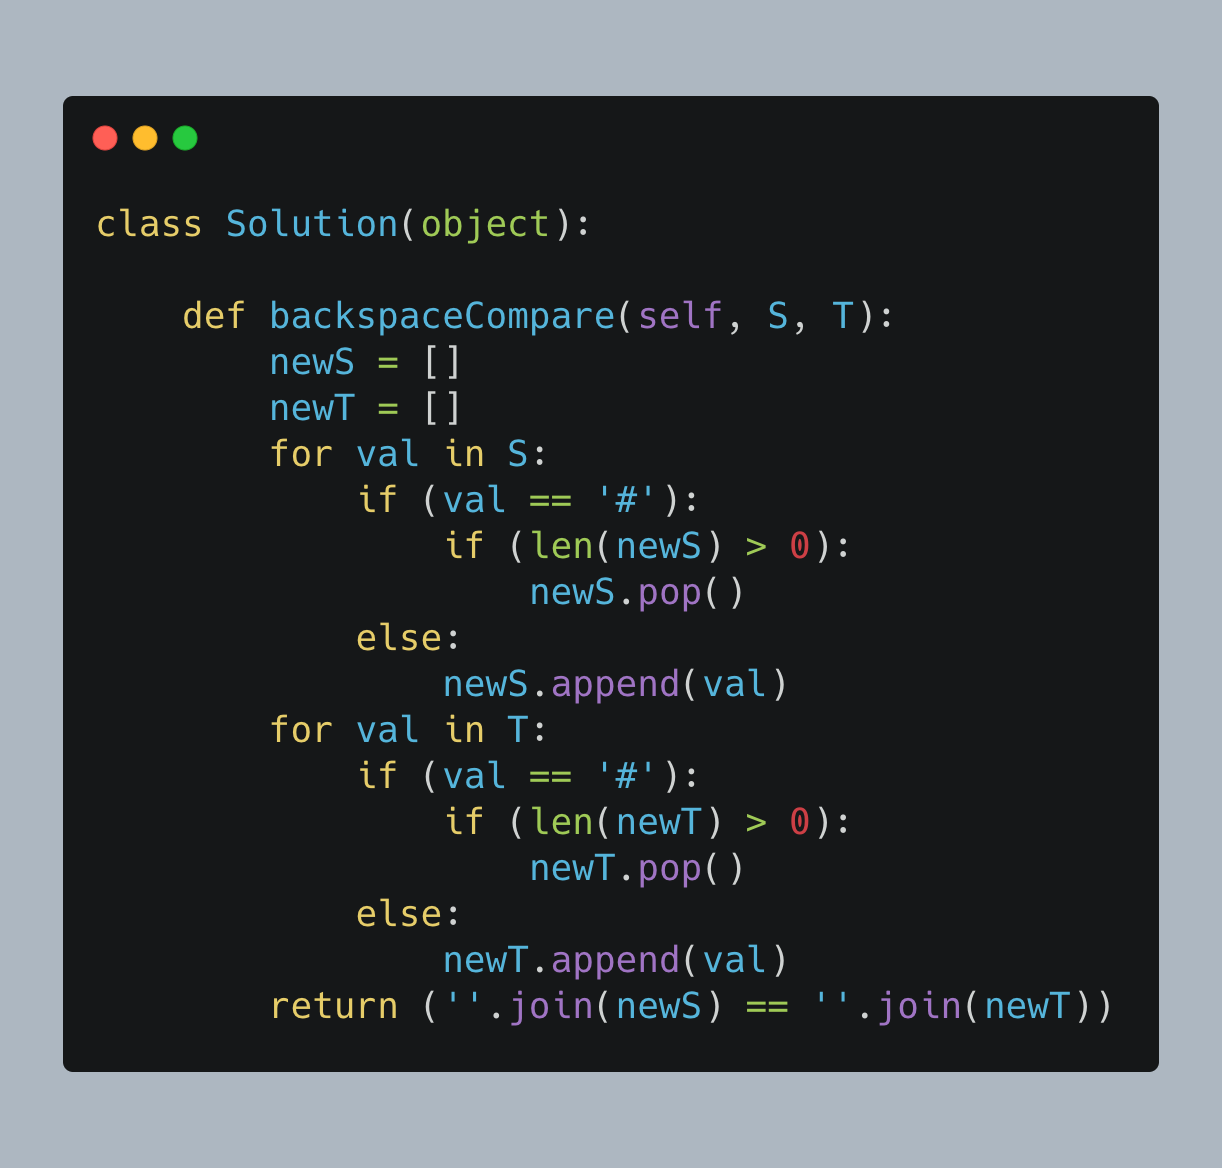 class Solution(object):

    def backspaceCompare(self, S, T):
        newS = []
        newT = []
        for val in S:
            if (val == '#'):
                if (len(newS) > 0):
                    newS.pop()
            else:
                newS.append(val)
        for val in T:
            if (val == '#'):
                if (len(newT) > 0):
                    newT.pop()
            else:
                newT.append(val)
        return (''.join(newS) == ''.join(newT))